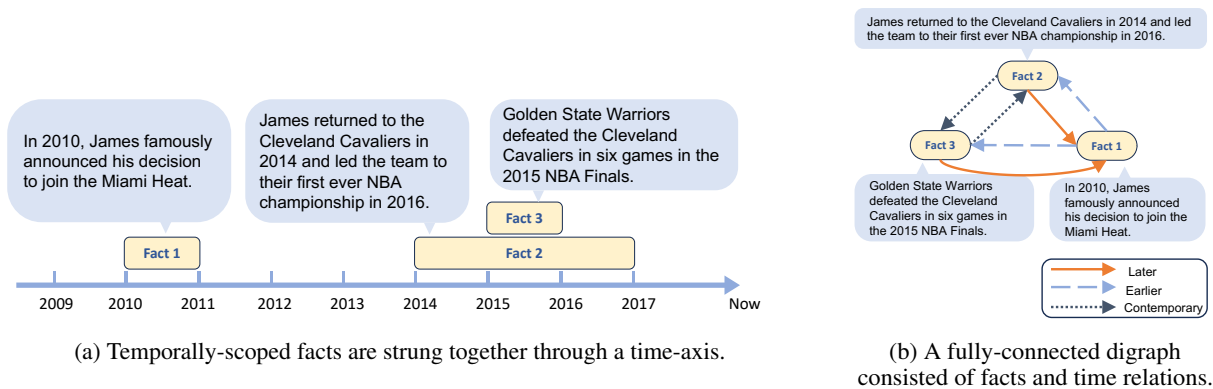 In 2010, James famously
announced his decision
to join the Miami Heat.
James returned to the
Cleveland Cavaliers in
2014 and led the team to
their first ever NBA
championship in 2016.
Golden State Warriors
defeated the Cleveland
Cavaliers in six games in the
2015 NBA Finals.
Fact 1
Fact 3
Fact 2
2009 2010 2011 2012 2013 2014 2015 2016 2017 Now
(a) Temporally-scoped facts are strung together through a time-axis.
James returned to the Cleveland Cavaliers in 2014 and led
the team to their first ever NBA championship in 2016.
Fact 2
Fact 3
Fact 1
Golden State Warriors
defeated the Cleveland
Cavaliers in six games in
the 2015 NBA Finals.
In 2010, James
famously announced
his decision to join the
Miami Heat.
Later
Earlier
Contemporary
(b) A fully-connected digraph
consisted of facts and time relations.